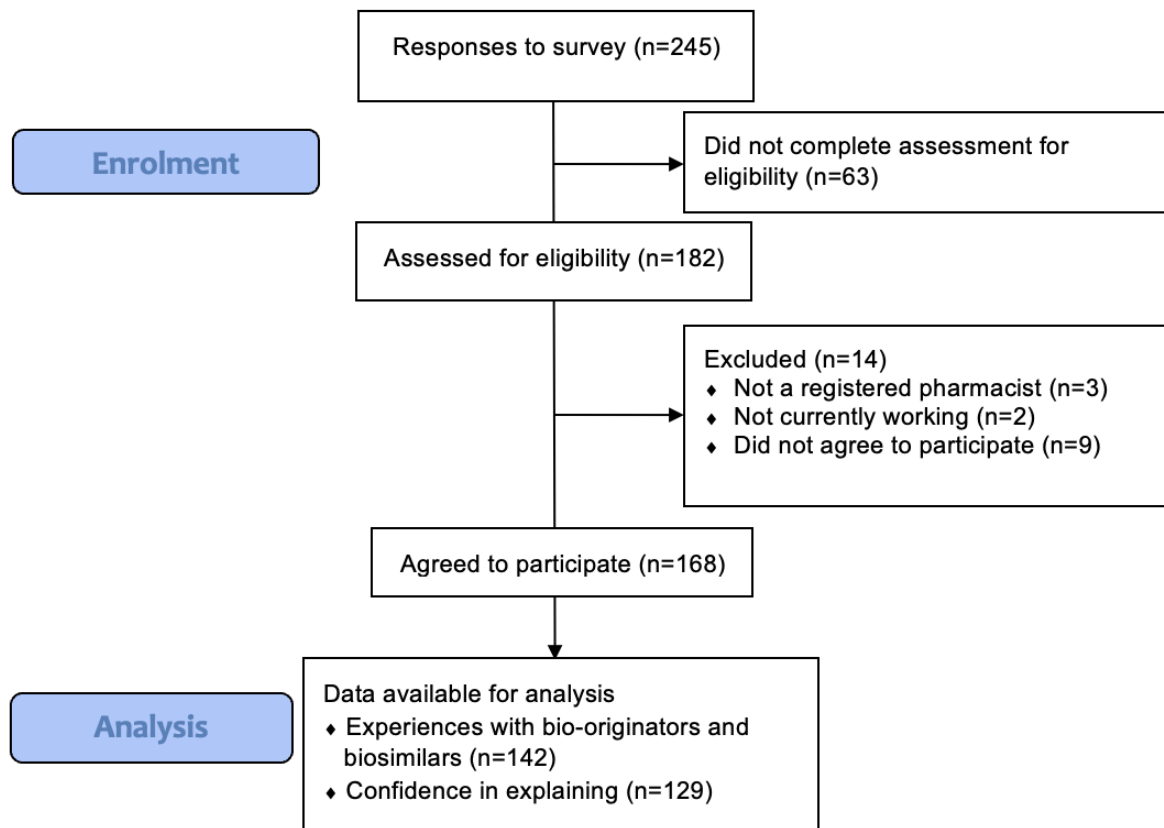 Responses to survey (n=245)
Enrolment
Did not complete assessment for
eligibility (n=63)
Assessed for eligibility (n=182)
Excluded (n=14)
♦ Not a registered pharmacist (n=3)
♦ Not currently working (n=2)
♦ Did not agree to participate (n=9)
Agreed to participate (n=168)
Analysis
Data available for analysis
♦ Experiences with bio-originators and
biosimilars (n=142)
♦ Confidence in explaining (n=129)